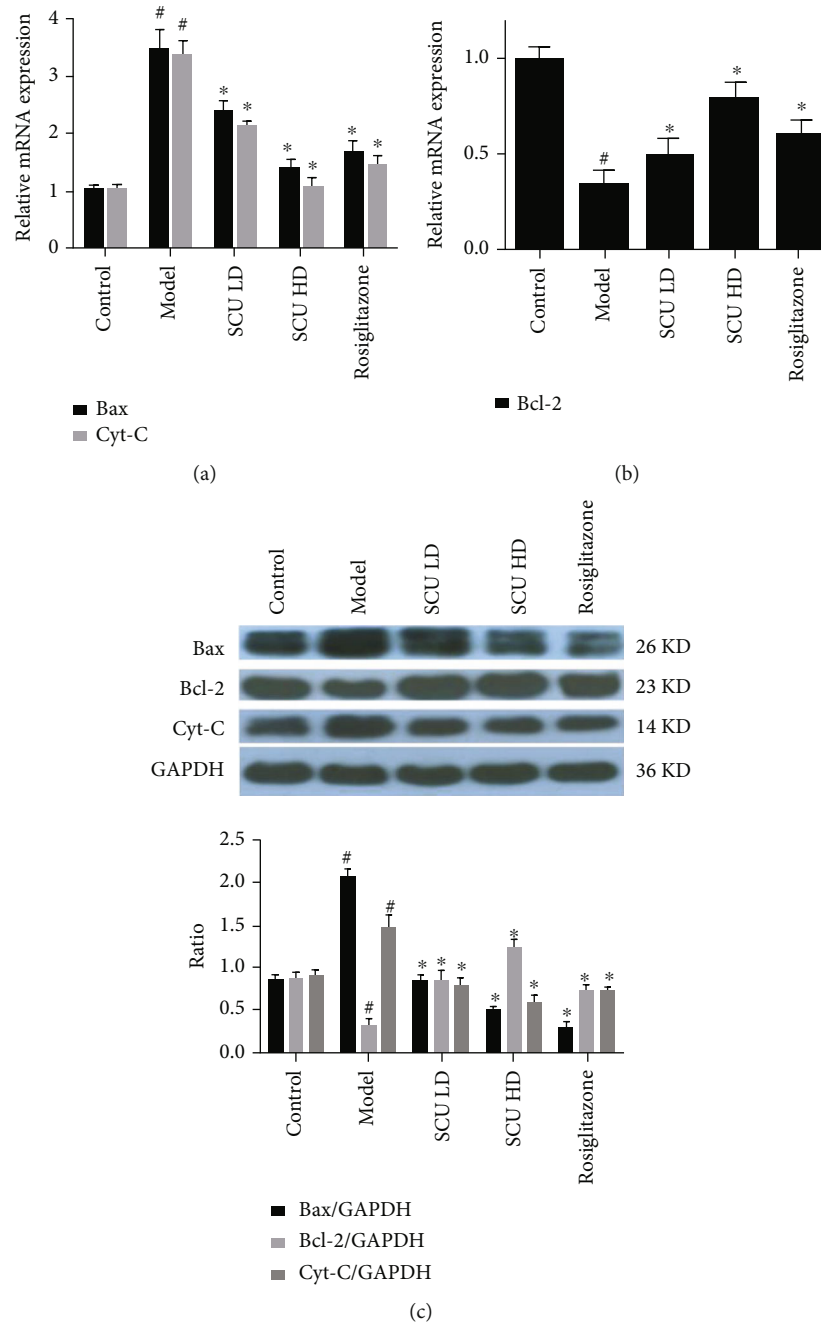 Relative mRNA expression
4
3
2
1
0
#
#
*
*
*
*
*
*
Control
Model
SCU LD
SCU HD
Rosiglitazone
Bax
Cyt-C
(a)
Relative mRNA expression
1.0
0.5
0.0
#
*
*
*
Control
Model
SCU LD
SCU HD
Rosiglitazone
Bcl-2
(b)
Control
Model
SCU LD
SCU HD
Rosiglitazone
Bax 26 KD
Bcl-2 23 KD
Cyt-C 14 KD
GAPDH 36 KD
Ratio
2.5
2.0
1.5
1.0
0.5
0.0
#
#
#
*
*
*
*
*
*
*
*
*
Control
Model
SCU LD
SCU HD
Rosiglitazone
Bax/GAPDH
Bcl-2/GAPDH
Cyt-C/GAPDH
(c)